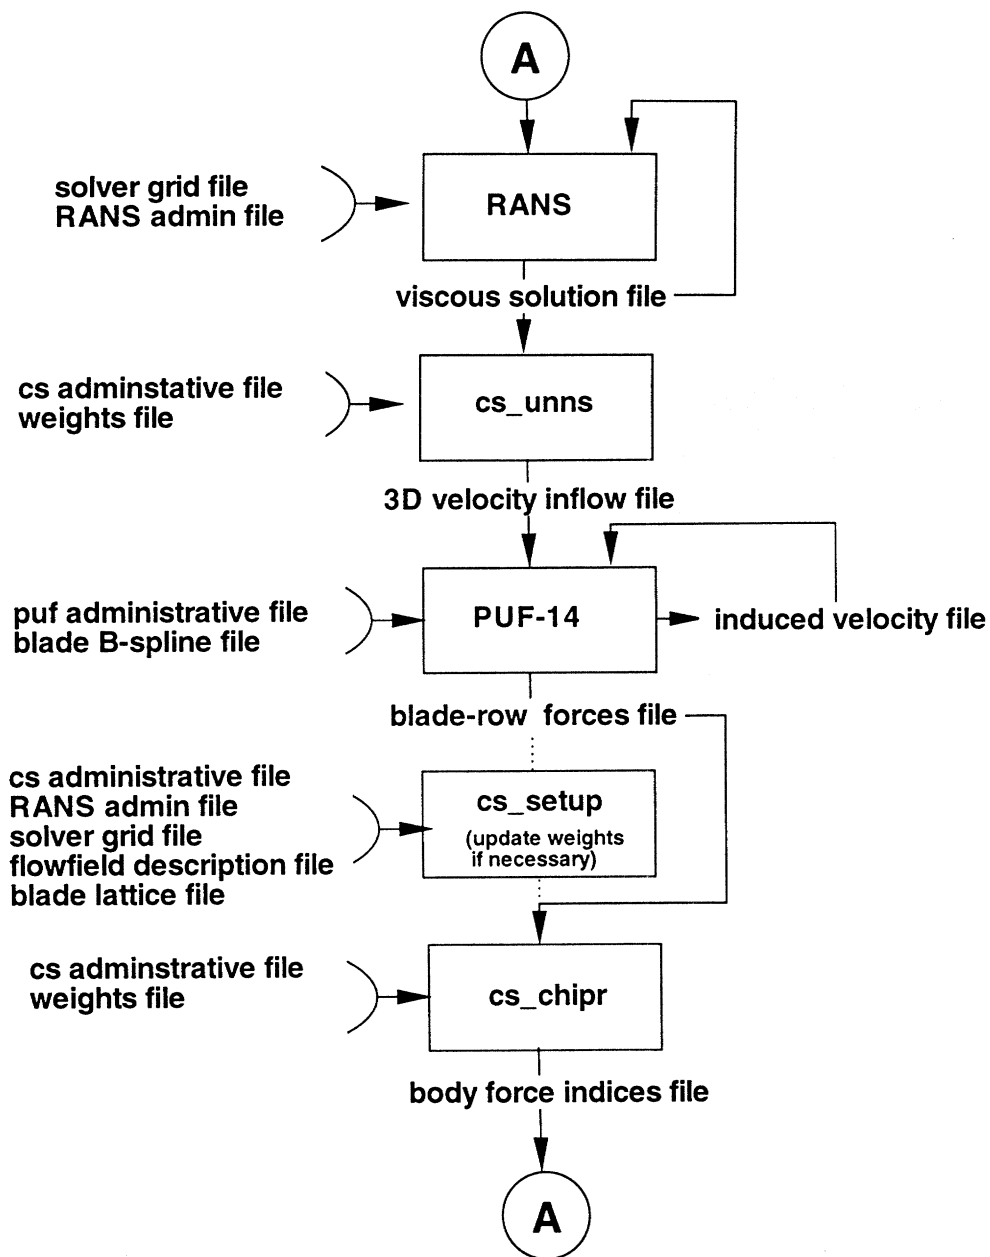 A
solver grid file
RANS admin file
RANS
viscous solution file
cs adminstative file
weights file
cs_unns
3D velocity inflow file
puf administrative file
blade B-spline file
PUF-14
induced velocity file
blade-row forces file
cs administrative file
RANS admin file
solver grid file
flowfield description file
blade lattice file
cs_setup
(update weights
if necessary)
cs adminstrative file
weights file
cs_chipr
body force indices file
A